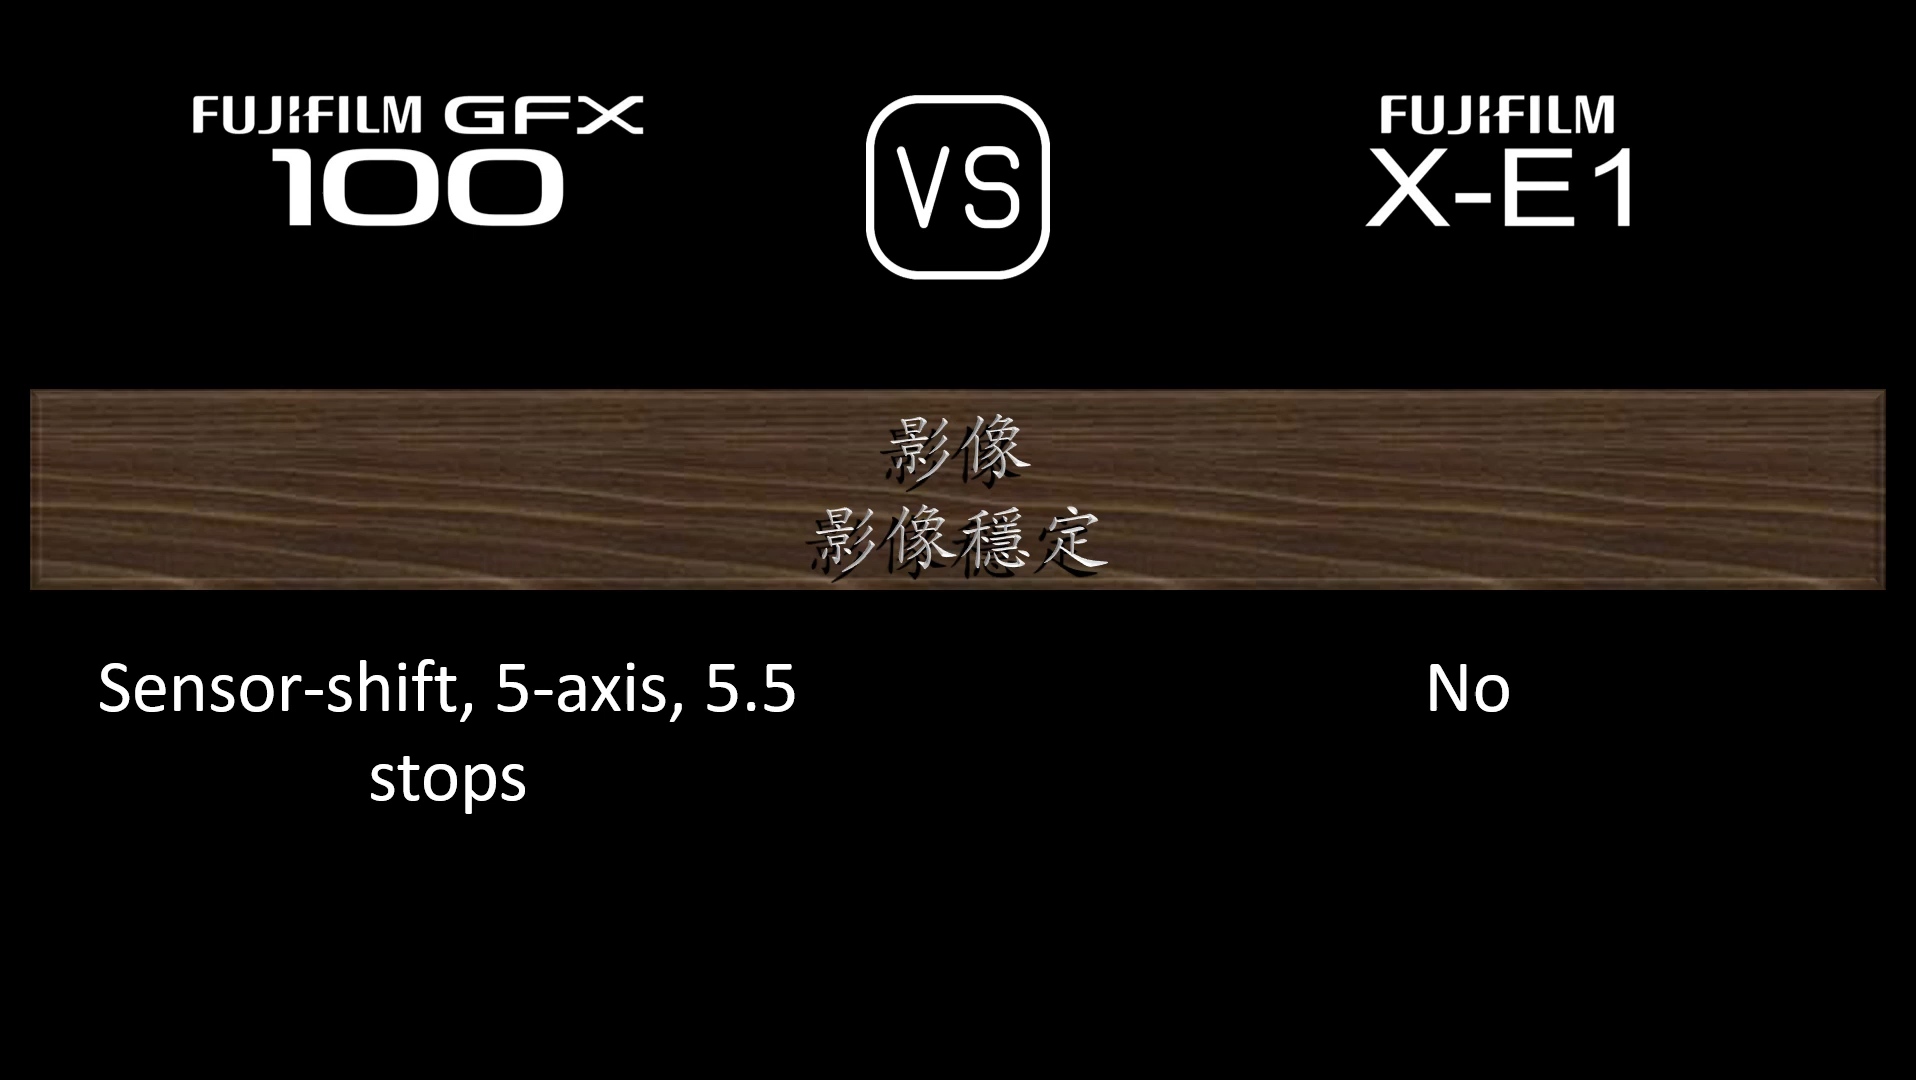 FUJIFILM GFX
100
VS
FUJIFILM
X-E1
影像
影像穩定
Sensor-shift, 5-axis, 5.5
stops
No